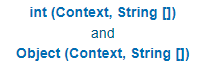 int (Context, String [])
and
Object (Context, String [])